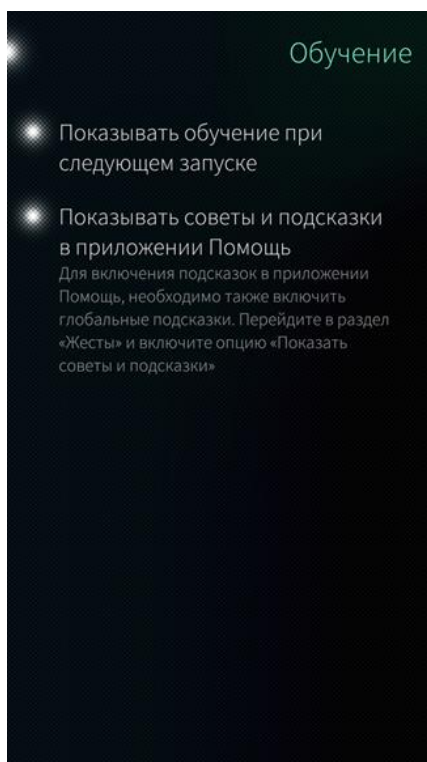 Обучение
Показывать обучение при
следующем запуске
Показывать советы и подсказки
в приложении Помощь
Для включения подсказок в приложении
Помощь, необходимо также включить
глобальные подсказки. Перейдите в раздел
«Жесты» и включите опцию «Показать
советы и подсказки»